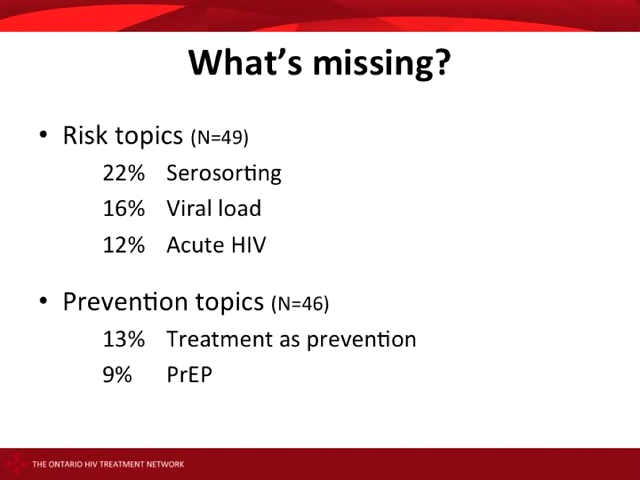 What's missing?
• Risk topics (N=49)
22% Serosorting
16% Viral load
12% Acute HIV
• Prevention topics (N=46)
13% Treatment as prevention
9% PrEP
THE ONTARIO HIV TREATMENT NETWORK